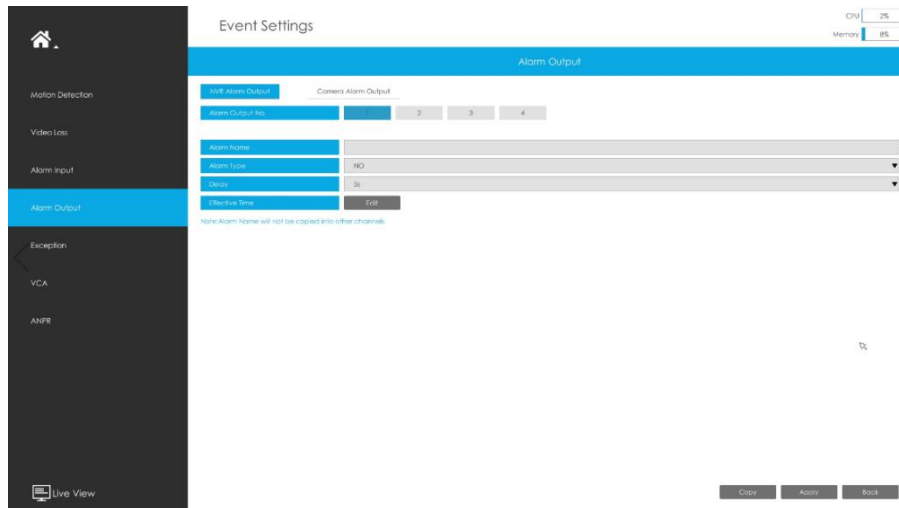 Event Settings
CPU 2%
Memory 8%
Alarm Output
Motion Detection
Video Loss
Alarm Input
Alarm Output
Exception
VCA
ANPR
Live View
NVR Alarm Output Camera Alarm Output
Alarm Output No. 1 2 3 4
Alarm Name
Alarm Type NO
Delay 5s
Effective Time Edit
Note:Alarm Name will not be copied into other channels.
Copy Apply Back